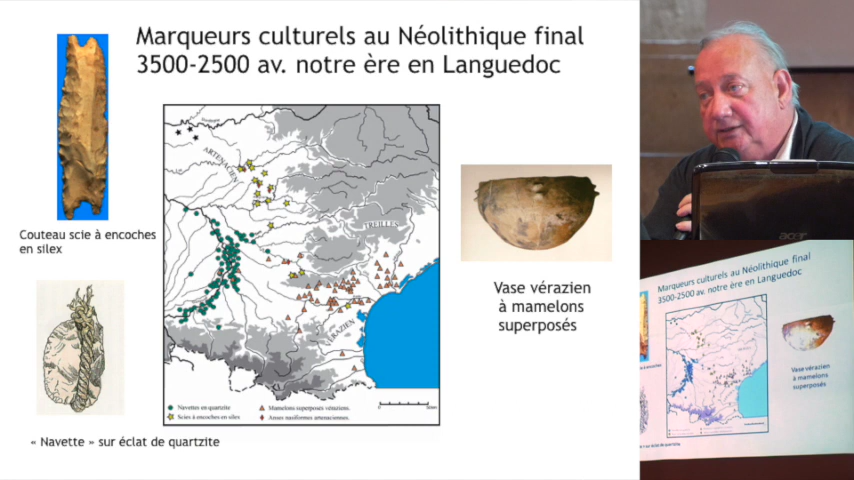 Marqueurs culturels au Néolithique final
3500-2500 av. notre ère en Languedoc
Couteau scie à encoches
en silex
ARTENACIEN
TREILLES
VERAZIEN
Navettes en quartzite
Mamelons superposés véraziens.
Scies à encoches en silex
Anses nasiformes artenaciennes.
Vase vérazien
à mamelons
superposés
« Navette » sur éclat de quartzite
acer
Marqueurs culturels au Néolithique final
3500-2500 av. notre ère en Languedoc
Vase vérazien
à mamelons
superposés